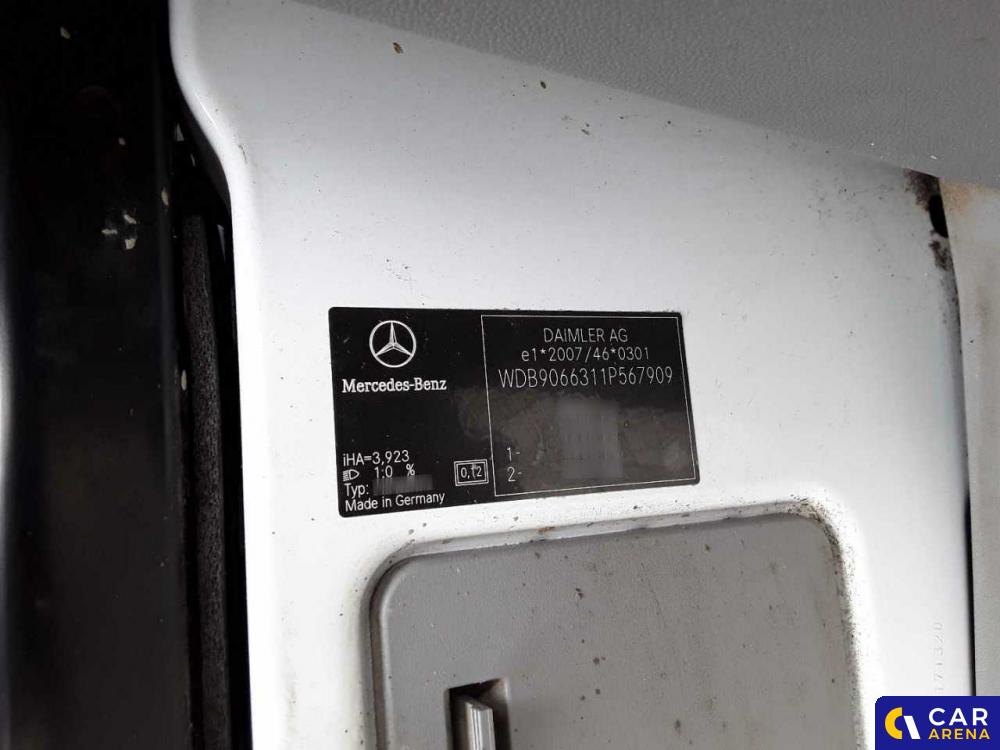 Mercedes-Benz
iHA=3,923
1:0 %
Typ:
Made in Germany
0,12
DAIMLER AG
e1*2007/46*0301
WDB9066311P567909
1-
2-
CAR
ARENA